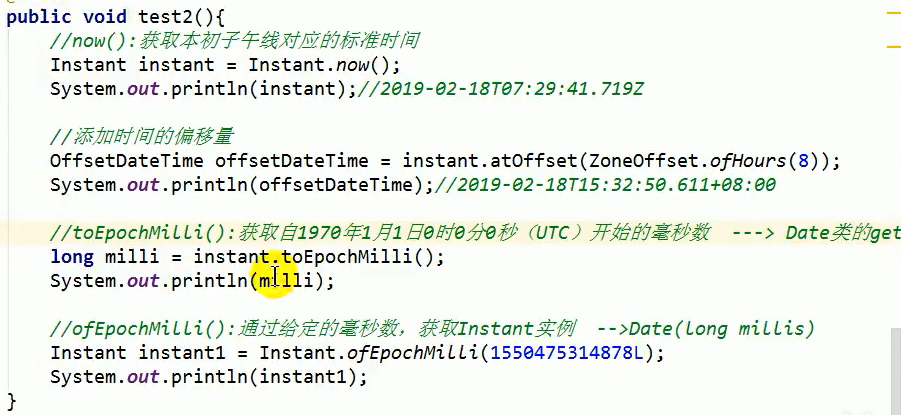 public void test2(){
//now():获取本初子午线对应的标准时间
Instant instant = Instant.now();
System.out.println(instant);//2019-02-18T07:29:41.719Z
//添加时间的偏移量
OffsetDateTime offsetDateTime = instant.atOffset(ZoneOffset.ofHours(8));
System.out.println(offsetDateTime);//2019-02-18T15:32:50.611+08:00
//toEpochMilli():获取自1970年1月1日0时0分0秒（UTC）开始的毫秒数 ---> Date类的get
long milli = instant.toEpochMilli();
System.out.println(milli);
//ofEpochMilli():通过给定的毫秒数，获取Instant实例 -->Date(long millis)
Instant instant1 = Instant.ofEpochMilli(1550475314878L);
System.out.println(instant1);
}